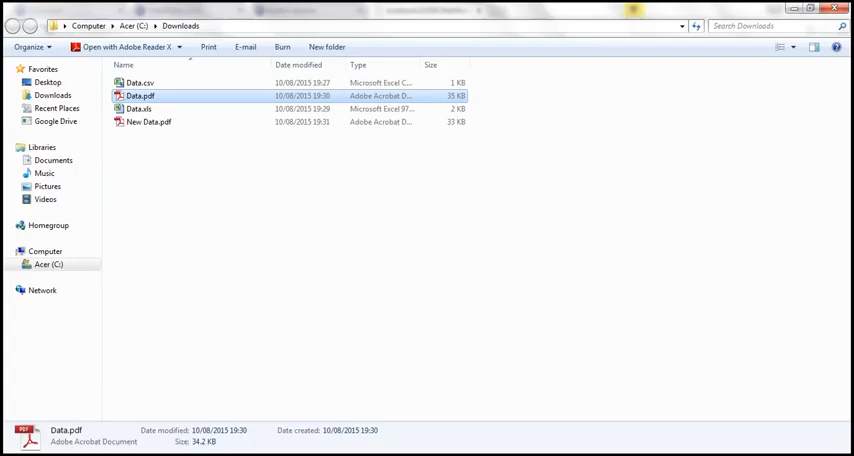 Computer ▸ Acer (C:) ▸ Downloads
Search Downloads
Organize
Open with Adobe Reader X
Print
E-mail
Burn
New folder
Name Date modified Type Size
Data.csv 10/08/2015 19:27 Microsoft Excel C... 1 KB
Data.pdf 10/08/2015 19:30 Adobe Acrobat D... 35 KB
Data.xls 10/08/2015 19:29 Microsoft Excel 97... 2 KB
New Data.pdf 10/08/2015 19:31 Adobe Acrobat D... 33 KB
Favorites
Desktop
Downloads
Recent Places
Google Drive
Libraries
Documents
Music
Pictures
Videos
Homegroup
Computer
Acer (C:)
Network
PDF
Data.pdf Date modified: 10/08/2015 19:30 Date created: 10/08/2015 19:30
Adobe Acrobat Document Size: 34.2 KB